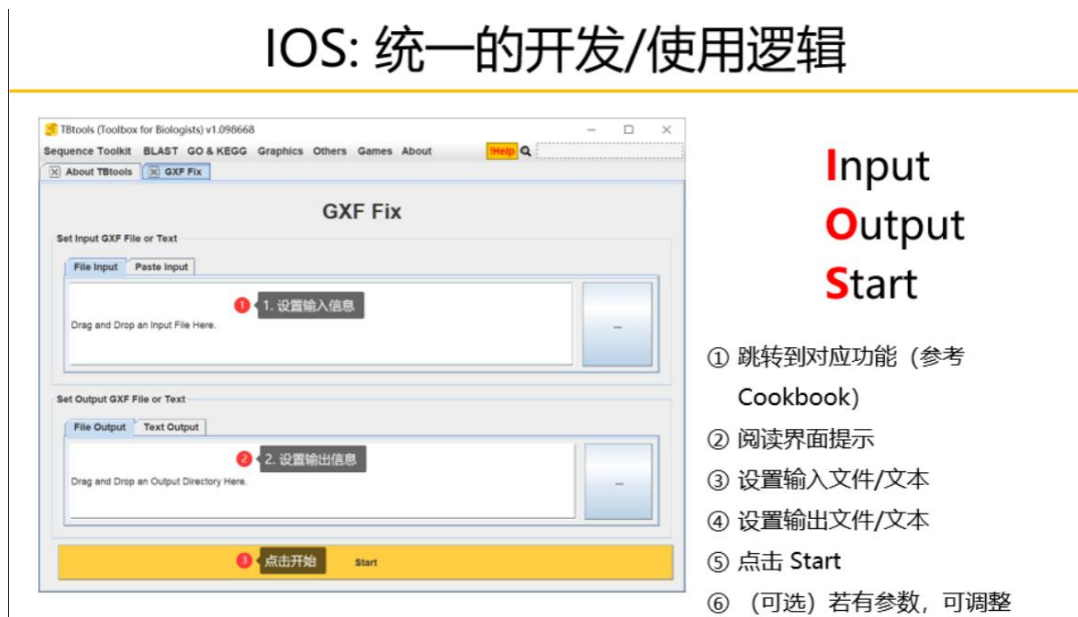 IOS: 统一的开发/使用逻辑
TBtools (Toolbox for Biologists) v1.098668
Sequence Toolkit BLAST GO & KEGG Graphics Others Games About !Help
About TBtools GXF Fix
GXF Fix
Set Input GXF File or Text
File Input Paste Input
1 1. 设置输入信息
Drag and Drop an Input File Here.
...
Set Output GXF File or Text
File Output Text Output
2 2. 设置输出信息
Drag and Drop an Output Directory Here.
...
3 点击开始 Start
Input
Output
Start
① 跳转到对应功能（参考
Cookbook）
② 阅读界面提示
③ 设置输入文件/文本
④ 设置输出文件/文本
⑤ 点击 Start
⑥ （可选）若有参数，可调整